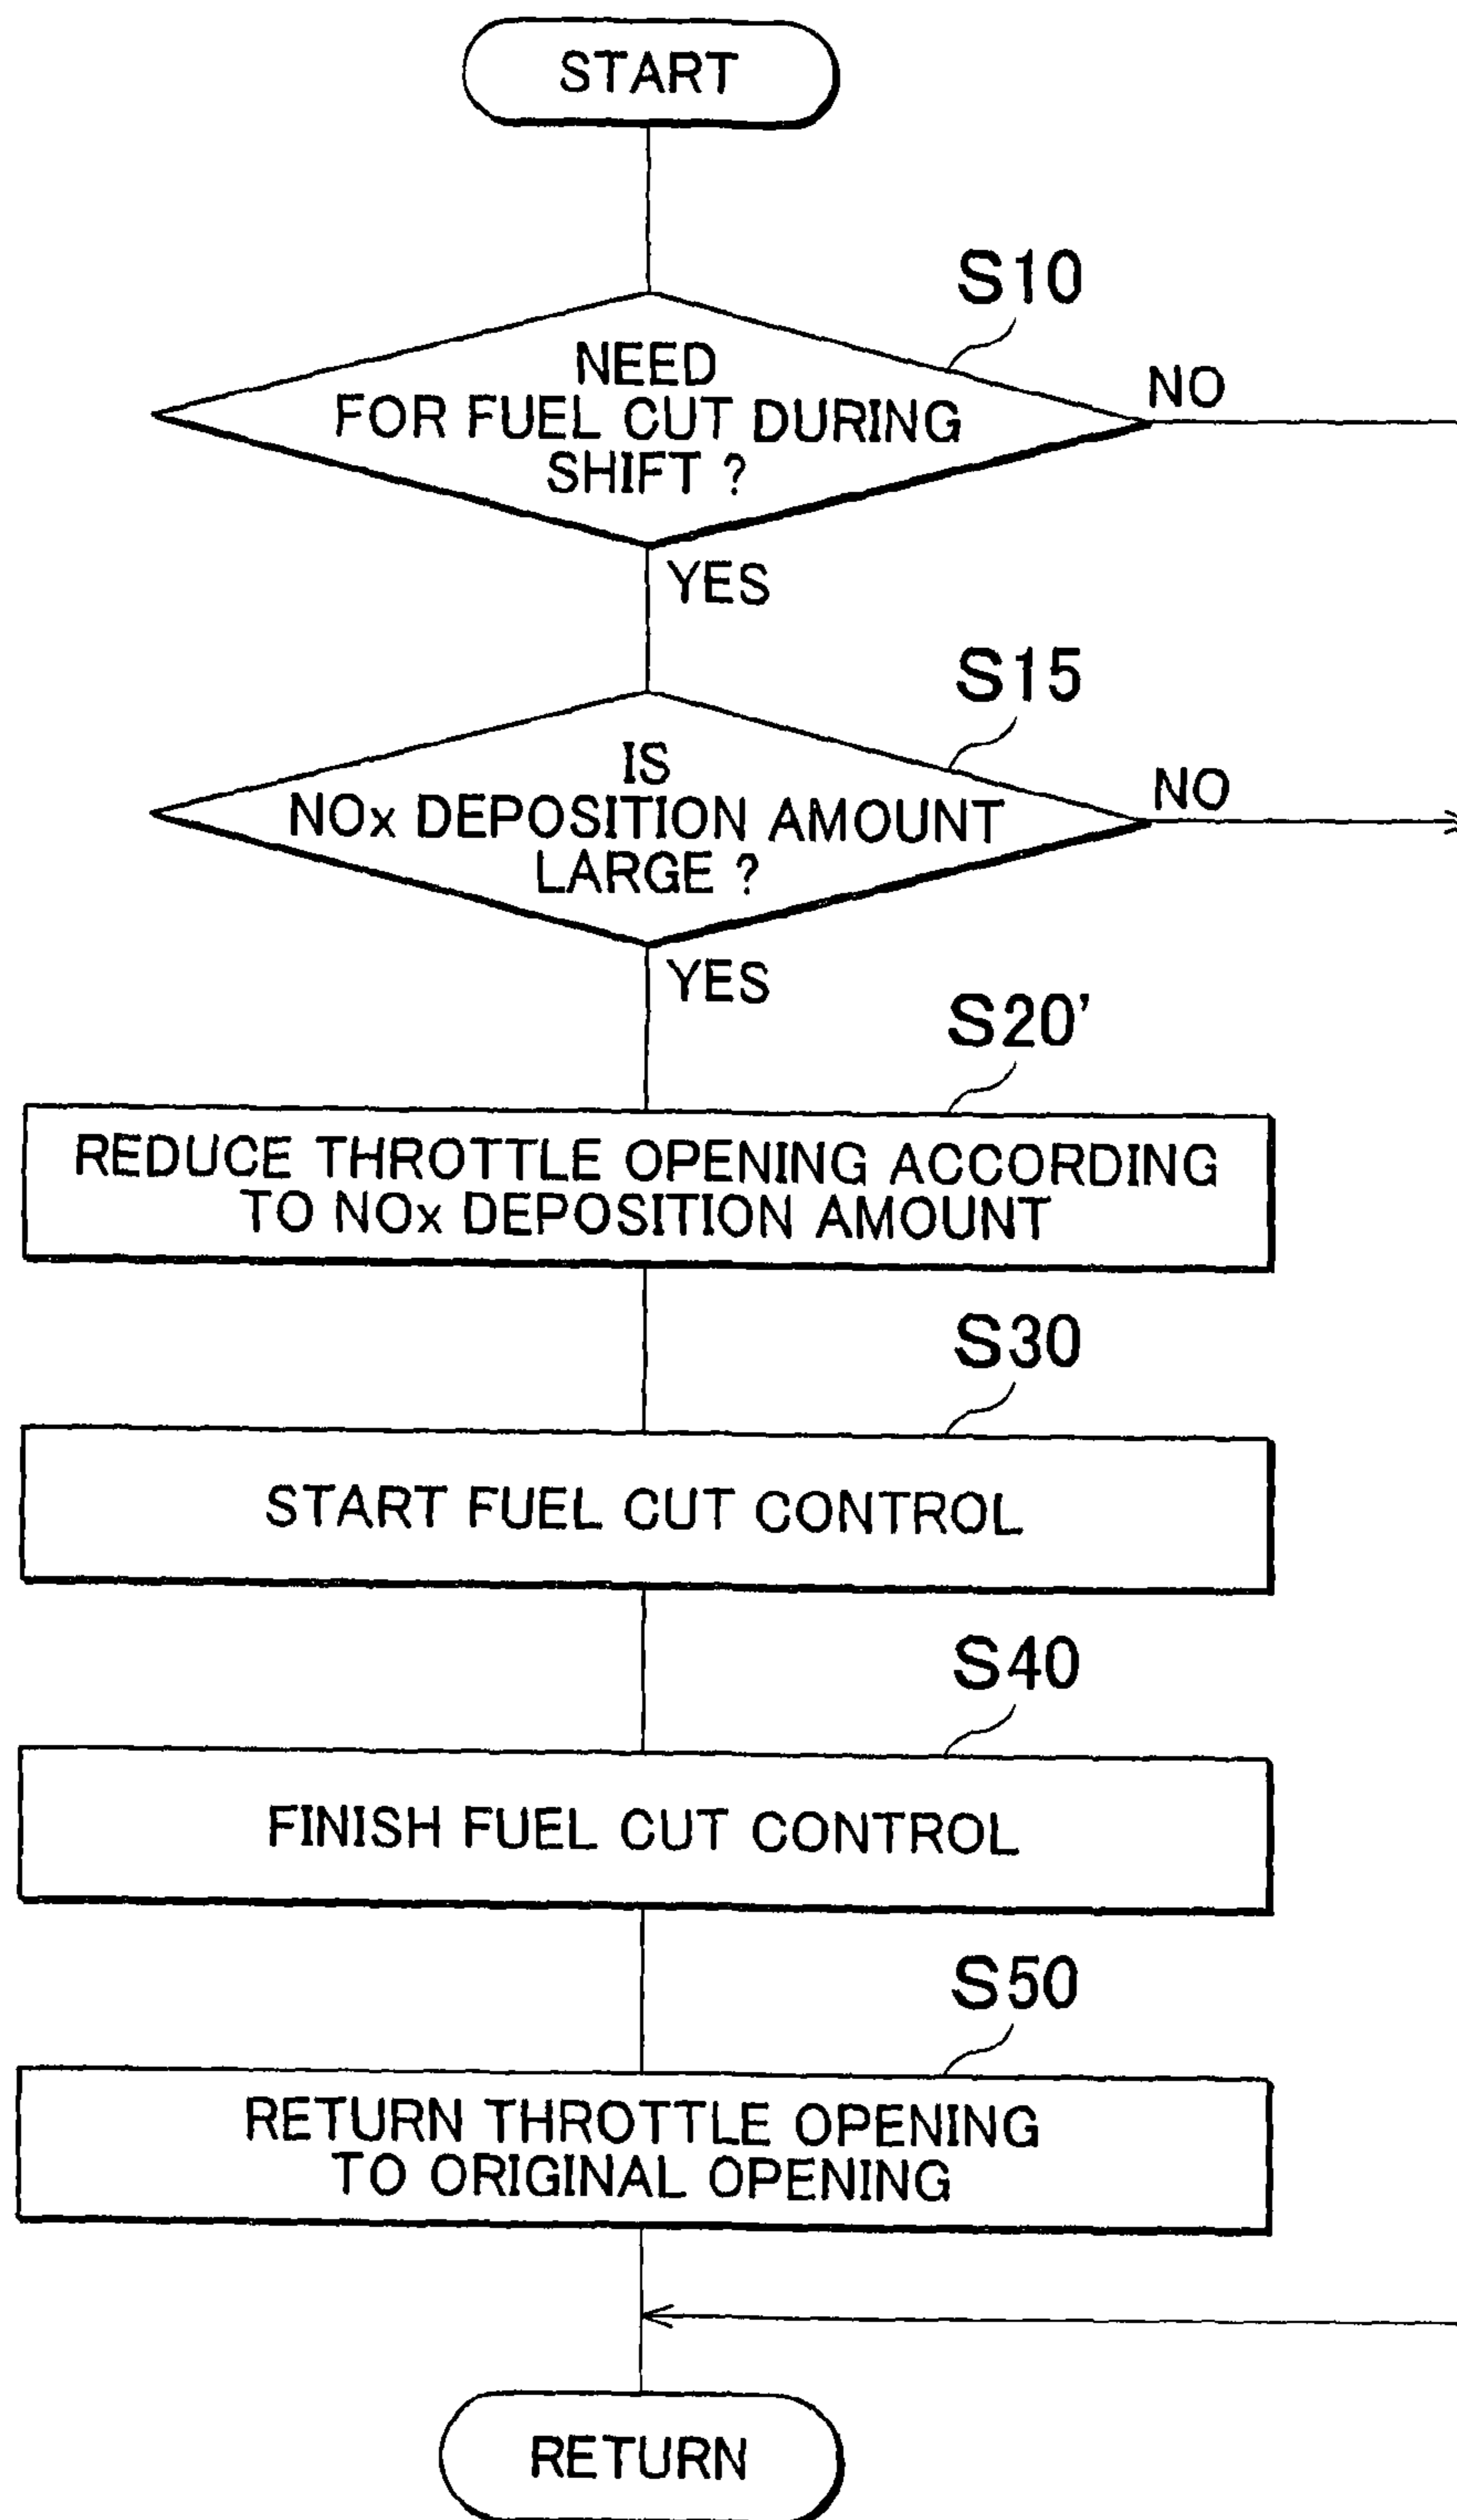 START
S10
NEED
FOR FUEL CUT DURING
SHIFT ?
NO
YES
S15
IS
NOx DEPOSITION AMOUNT
LARGE ?
NO
YES
S20'
REDUCE THROTTLE OPENING ACCORDING
TO NOx DEPOSITION AMOUNT
S30
START FUEL CUT CONTROL
S40
FINISH FUEL CUT CONTROL
S50
RETURN THROTTLE OPENING
TO ORIGINAL OPENING
RETURN